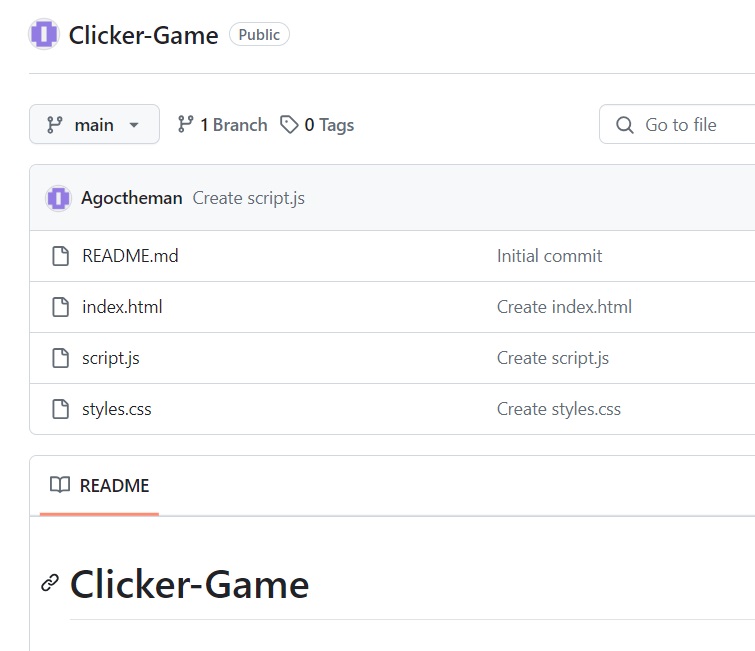 Clicker-Game Public
main 1 Branch 0 Tags Go to file
Agoctheman Create script.js
README.md Initial commit
index.html Create index.html
script.js Create script.js
styles.css Create styles.css
README
Clicker-Game